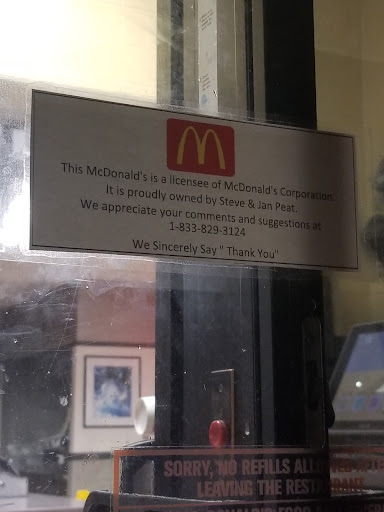 This McDonald's is a licensee of McDonald's Corporation.
It is proudly owned by Steve & Jan Peat.
We appreciate your comments and suggestions at
1-833-829-3124
We Sincerely Say " Thank You"
SORRY, NO REFILLS ALLOWED AFTER
LEAVING THE RESTAURANT